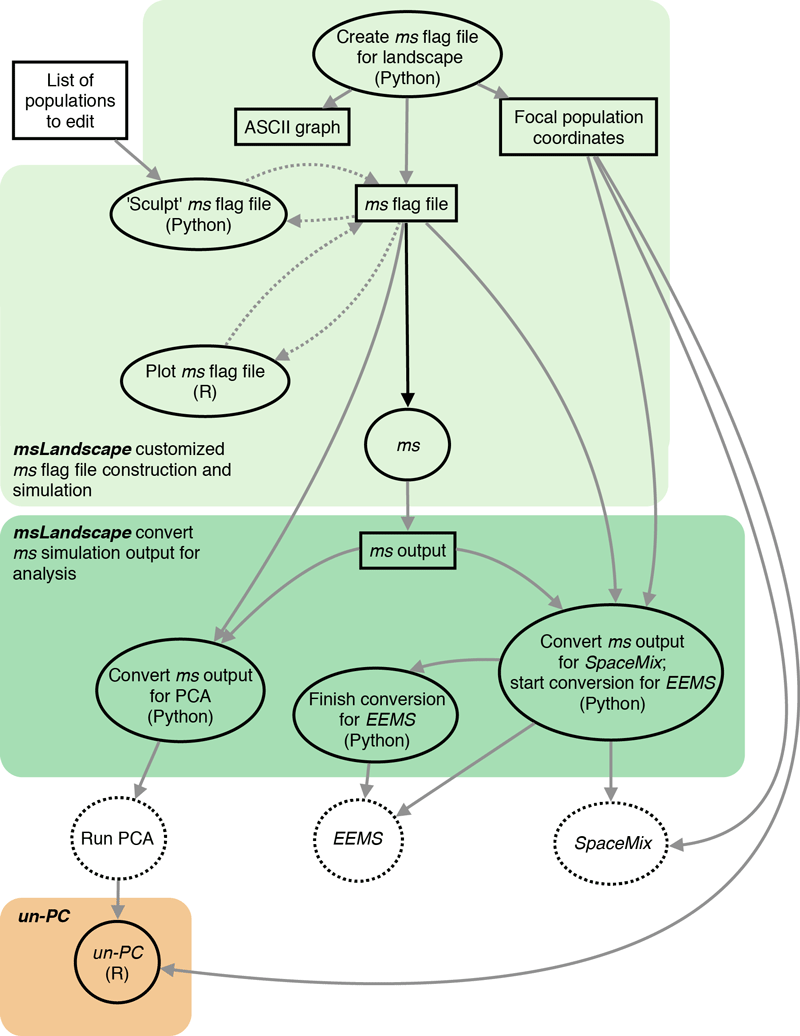 Create ms flag file
for landscape
(Python)
List of
populations
to edit
ASCII graph
Focal population
coordinates
'Sculpt' ms flag file
(Python)
ms flag file
Plot ms flag file
(R)
ms
msLandscape customized
ms flag file construction and
simulation
msLandscape convert
ms simulation output for
analysis
ms output
Convert ms output
for PCA
(Python)
Finish conversion
for EEMS
(Python)
Convert ms output
for SpaceMix;
start conversion for EEMS
(Python)
Run PCA
EEMS
SpaceMix
un-PC
un-PC
(R)